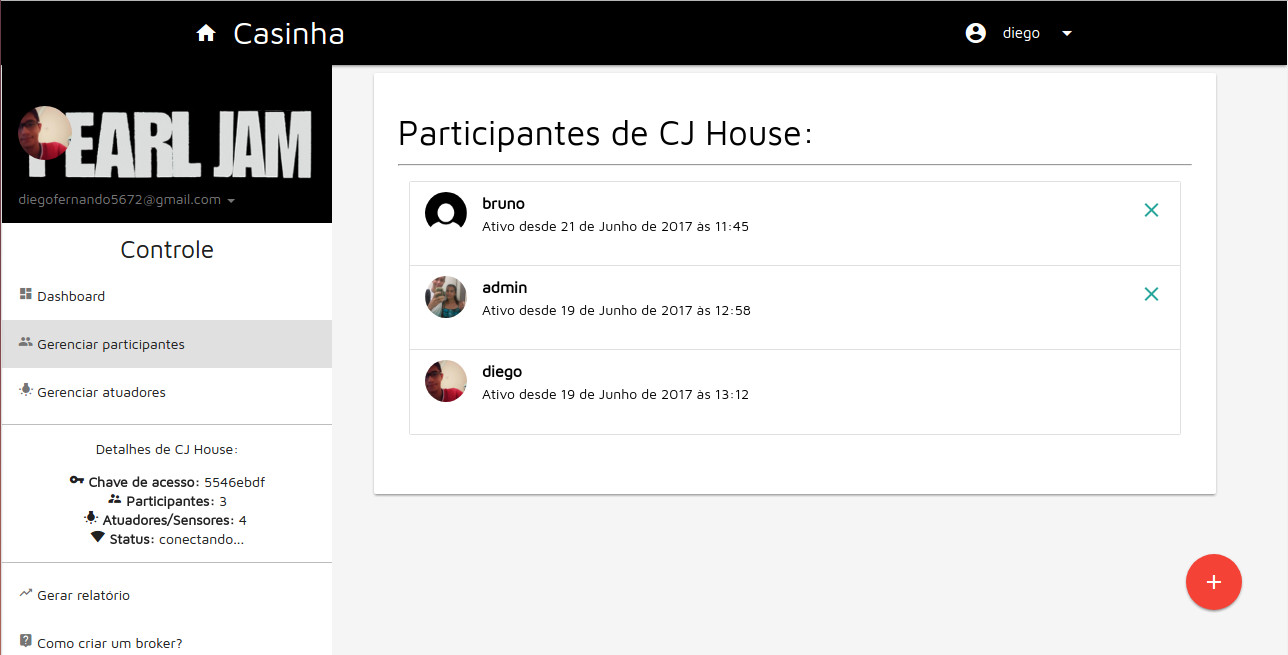 Casinha
diego
PEARL JAM
diegofernando5672@gmail.com
Controle
Dashboard
Gerenciar participantes
Gerenciar atuadores
Detalhes de CJ House:
Chave de acesso: 5546ebdf
Participantes: 3
Atuadores/Sensores: 4
Status: conectando...
Gerar relatório
Como criar um broker?
Participantes de CJ House:
bruno
Ativo desde 21 de Junho de 2017 às 11:45
admin
Ativo desde 19 de Junho de 2017 às 12:58
diego
Ativo desde 19 de Junho de 2017 às 13:12